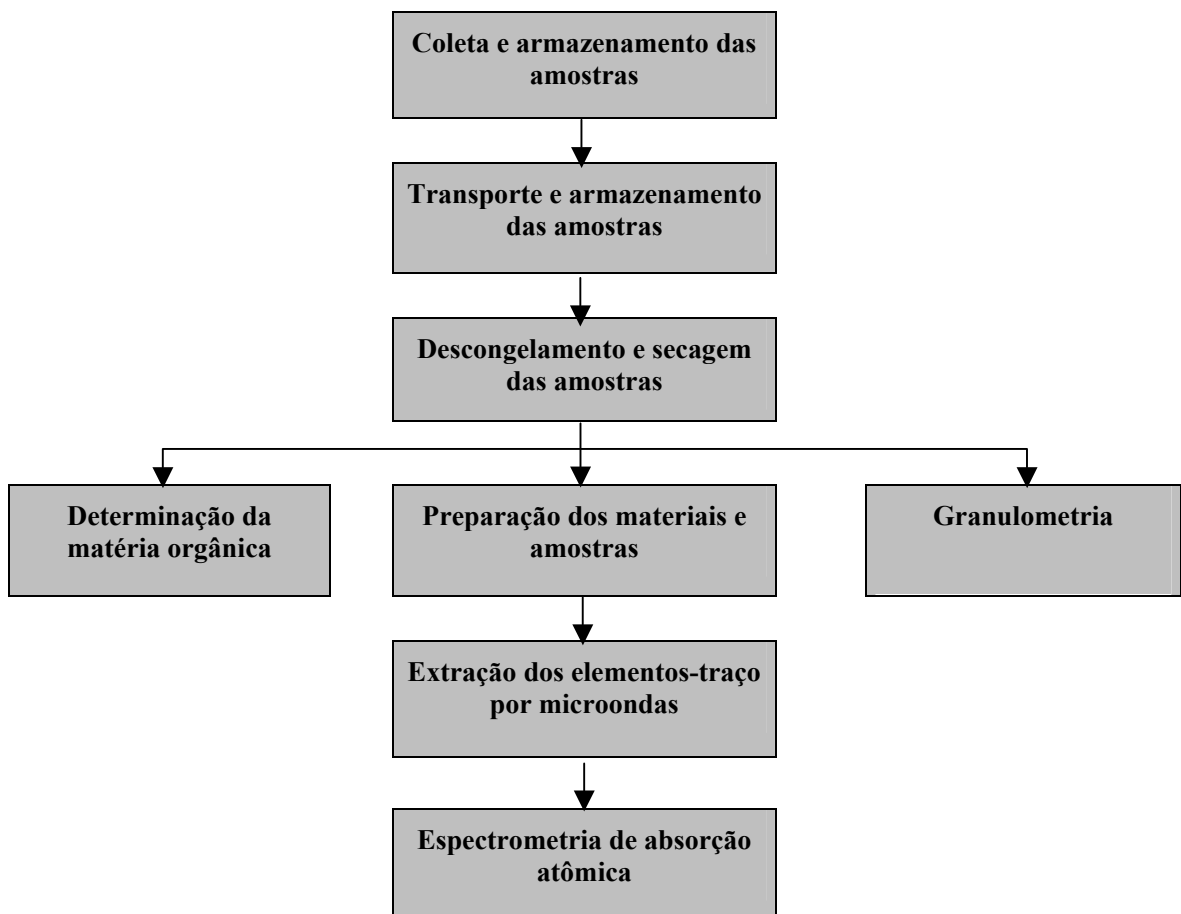 Coleta e armazenamento das
amostras
Transporte e armazenamento
das amostras
Descongelamento e secagem
das amostras
Determinação da
matéria orgânica
Preparação dos materiais e
amostras
Granulometria
Extração dos elementos-traço
por microondas
Espectrometria de absorção
atômica